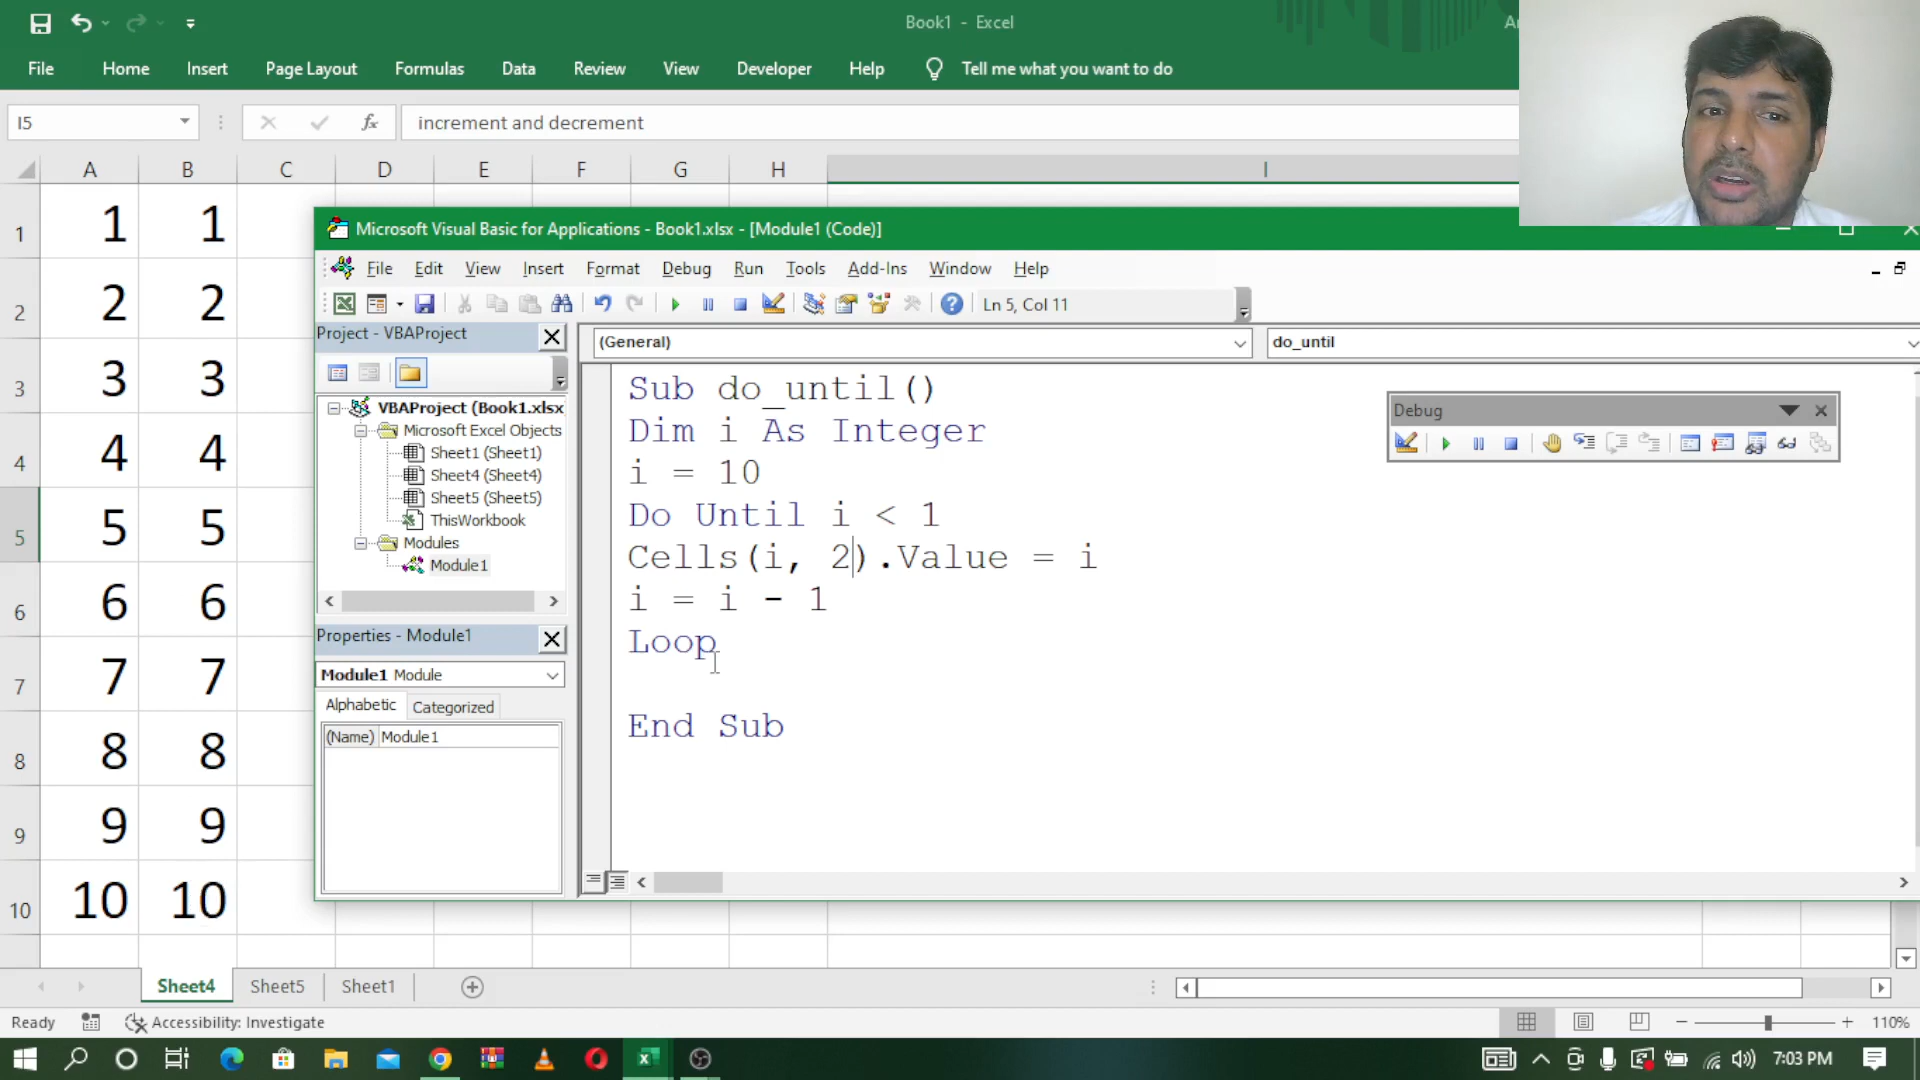 Book1 - Excel
File Home Insert Page Layout Formulas Data Review View Developer Help Tell me what you want to do
I5 fx increment and decrement
A B C D E F G H I
1 1 1
2 2 2
3 3 3
4 4 4
5 5 5
6 6 6
7 7 7
8 8 8
9 9 9
10 10 10
Microsoft Visual Basic for Applications - Book1.xlsx - [Module1 (Code)]
File Edit View Insert Format Debug Run Tools Add-Ins Window Help
Ln 5, Col 11
Project - VBAProject
VBAProject (Book1.xlsx
Microsoft Excel Objects
Sheet1 (Sheet1)
Sheet4 (Sheet4)
Sheet5 (Sheet5)
ThisWorkbook
Modules
Module1
Properties - Module1
Module1 Module
Alphabetic Categorized
(Name) Module1
(General) do_until
Sub do_until()
Dim i As Integer
i = 10
Do Until i < 1
Cells(i, 2).Value = i
i = i - 1
Loop
End Sub
Debug
Sheet4 Sheet5 Sheet1
Ready Accessibility: Investigate 110%
7:03 PM